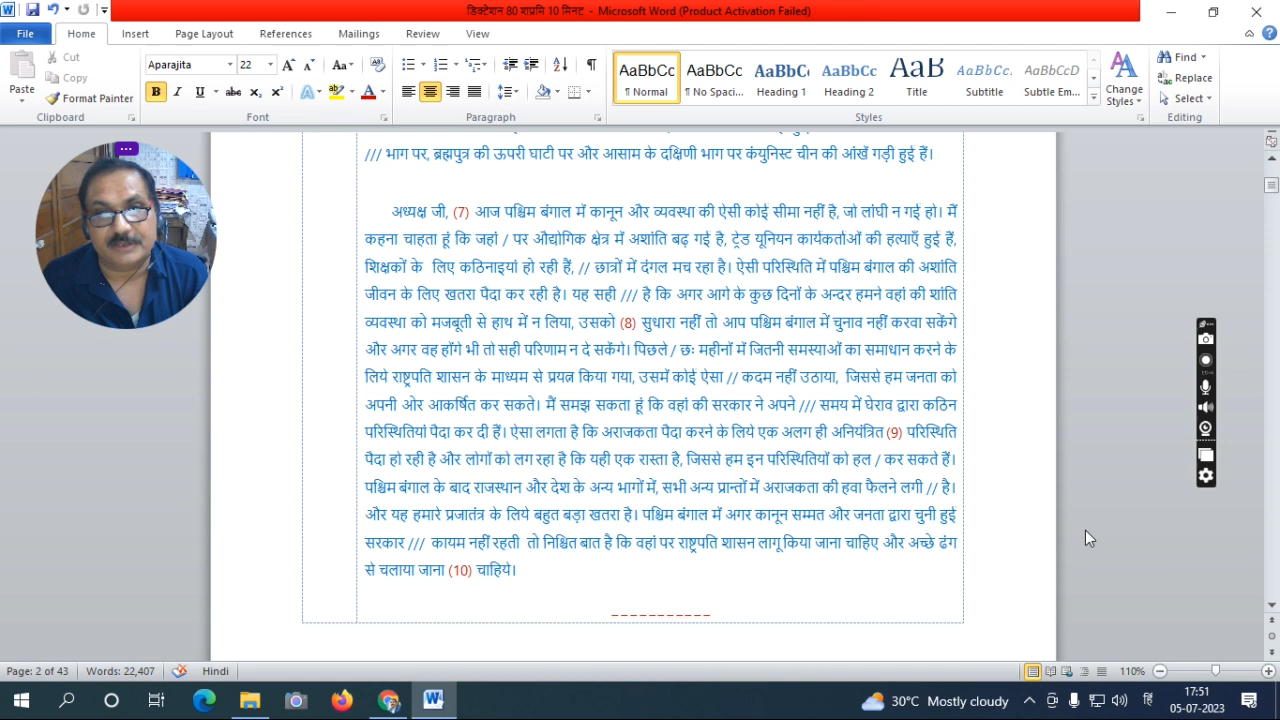 डिक्टेशन 80 शप्रमि 10 मिनट - Microsoft Word (Product Activation Failed)
File Home Insert Page Layout References Mailings Review View
Cut
Copy
Format Painter
Paste
Clipboard
Aparajita 22
Font
Paragraph
AaBbCc AaBbCc AaBbC AaBbCc AaB AaBbCc. AaBbCcD
¶ Normal ¶ No Spaci... Heading 1 Heading 2 Title Subtitle Subtle Em...
Styles
Change Styles
Find
Replace
Select
Editing
/// भाग पर, ब्रह्मपुत्र की ऊपरी घाटी पर और आसाम के दक्षिणी भाग पर कंयुनिस्ट चीन की आंखें गड़ी हुई हैं।
अध्यक्ष जी, (7) आज पश्चिम बंगाल में कानून और व्यवस्था की ऐसी कोई सीमा नहीं है, जो लांघी न गई हो। मैं
कहना चाहता हूं कि जहां / पर औद्योगिक क्षेत्र में अशांति बढ़ गई है, ट्रेड यूनियन कार्यकर्ताओं की हत्याएँ हुई हैं,
शिक्षकों के लिए कठिनाइयां हो रही हैं, // छात्रों में दंगल मच रहा है। ऐसी परिस्थिति में पश्चिम बंगाल की अशांति
जीवन के लिए खतरा पैदा कर रही है। यह सही /// है कि अगर आगे के कुछ दिनों के अन्दर हमने वहां की शांति
व्यवस्था को मजबूती से हाथ में न लिया, उसको (8) सुधारा नहीं तो आप पश्चिम बंगाल में चुनाव नहीं करवा सकेंगे
और अगर वह होंगे भी तो सही परिणाम न दे सकेंगे। पिछले / छः महीनों में जितनी समस्याओं का समाधान करने के
लिये राष्ट्रपति शासन के माध्यम से प्रयत्न किया गया, उसमें कोई ऐसा // कदम नहीं उठाया, जिससे हम जनता को
अपनी ओर आकर्षित कर सकते। मैं समझ सकता हूं कि वहां की सरकार ने अपने /// समय में घेराव द्वारा कठिन
परिस्थितियां पैदा कर दी हैं। ऐसा लगता है कि अराजकता पैदा करने के लिये एक अलग ही अनियंत्रित (9) परिस्थिति
पैदा हो रही है और लोगों को लग रहा है कि यही एक रास्ता है, जिससे हम इन परिस्थितियों को हल / कर सकते हैं।
पश्चिम बंगाल के बाद राजस्थान और देश के अन्य भागों में, सभी अन्य प्रान्तों में अराजकता की हवा फैलने लगी // है।
और यह हमारे प्रजातंत्र के लिये बहुत बड़ा खतरा है। पश्चिम बंगाल में अगर कानून सम्मत और जनता द्वारा चुनी हुई
सरकार /// कायम नहीं रहती तो निश्चित बात है कि वहां पर राष्ट्रपति शासन लागू किया जाना चाहिए और अच्छे ढंग
से चलाया जाना (10) चाहिये।
Page: 2 of 43 Words: 22,407 Hindi 110%
30°C Mostly cloudy हिं 17:51
05-07-2023